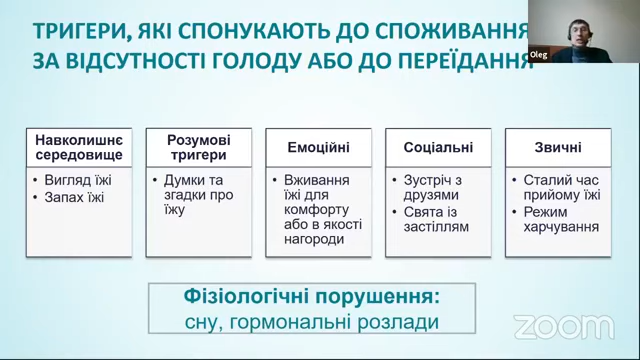 ТРИГЕРИ, ЯКІ СПОНУКАЮТЬ ДО СПОЖИВАННЯ
ЗА ВІДСУТНОСТІ ГОЛОДУ АБО ДО ПЕРЕЇДАННЯ
Oleg
Навколишнє
середовище
• Вигляд їжі
• Запах їжі
Розумові
тригери
• Думки та
згадки про
їжу
Емоційні
• Вживання
їжі для
комфорту
або в якості
нагороди
Соціальні
• Зустріч з
друзями
• Свята із
застіллям
Звичні
• Сталий час
прийому їжі
• Режим
харчування
Фізіологічні порушення:
сну, гормональні розлади
zoom